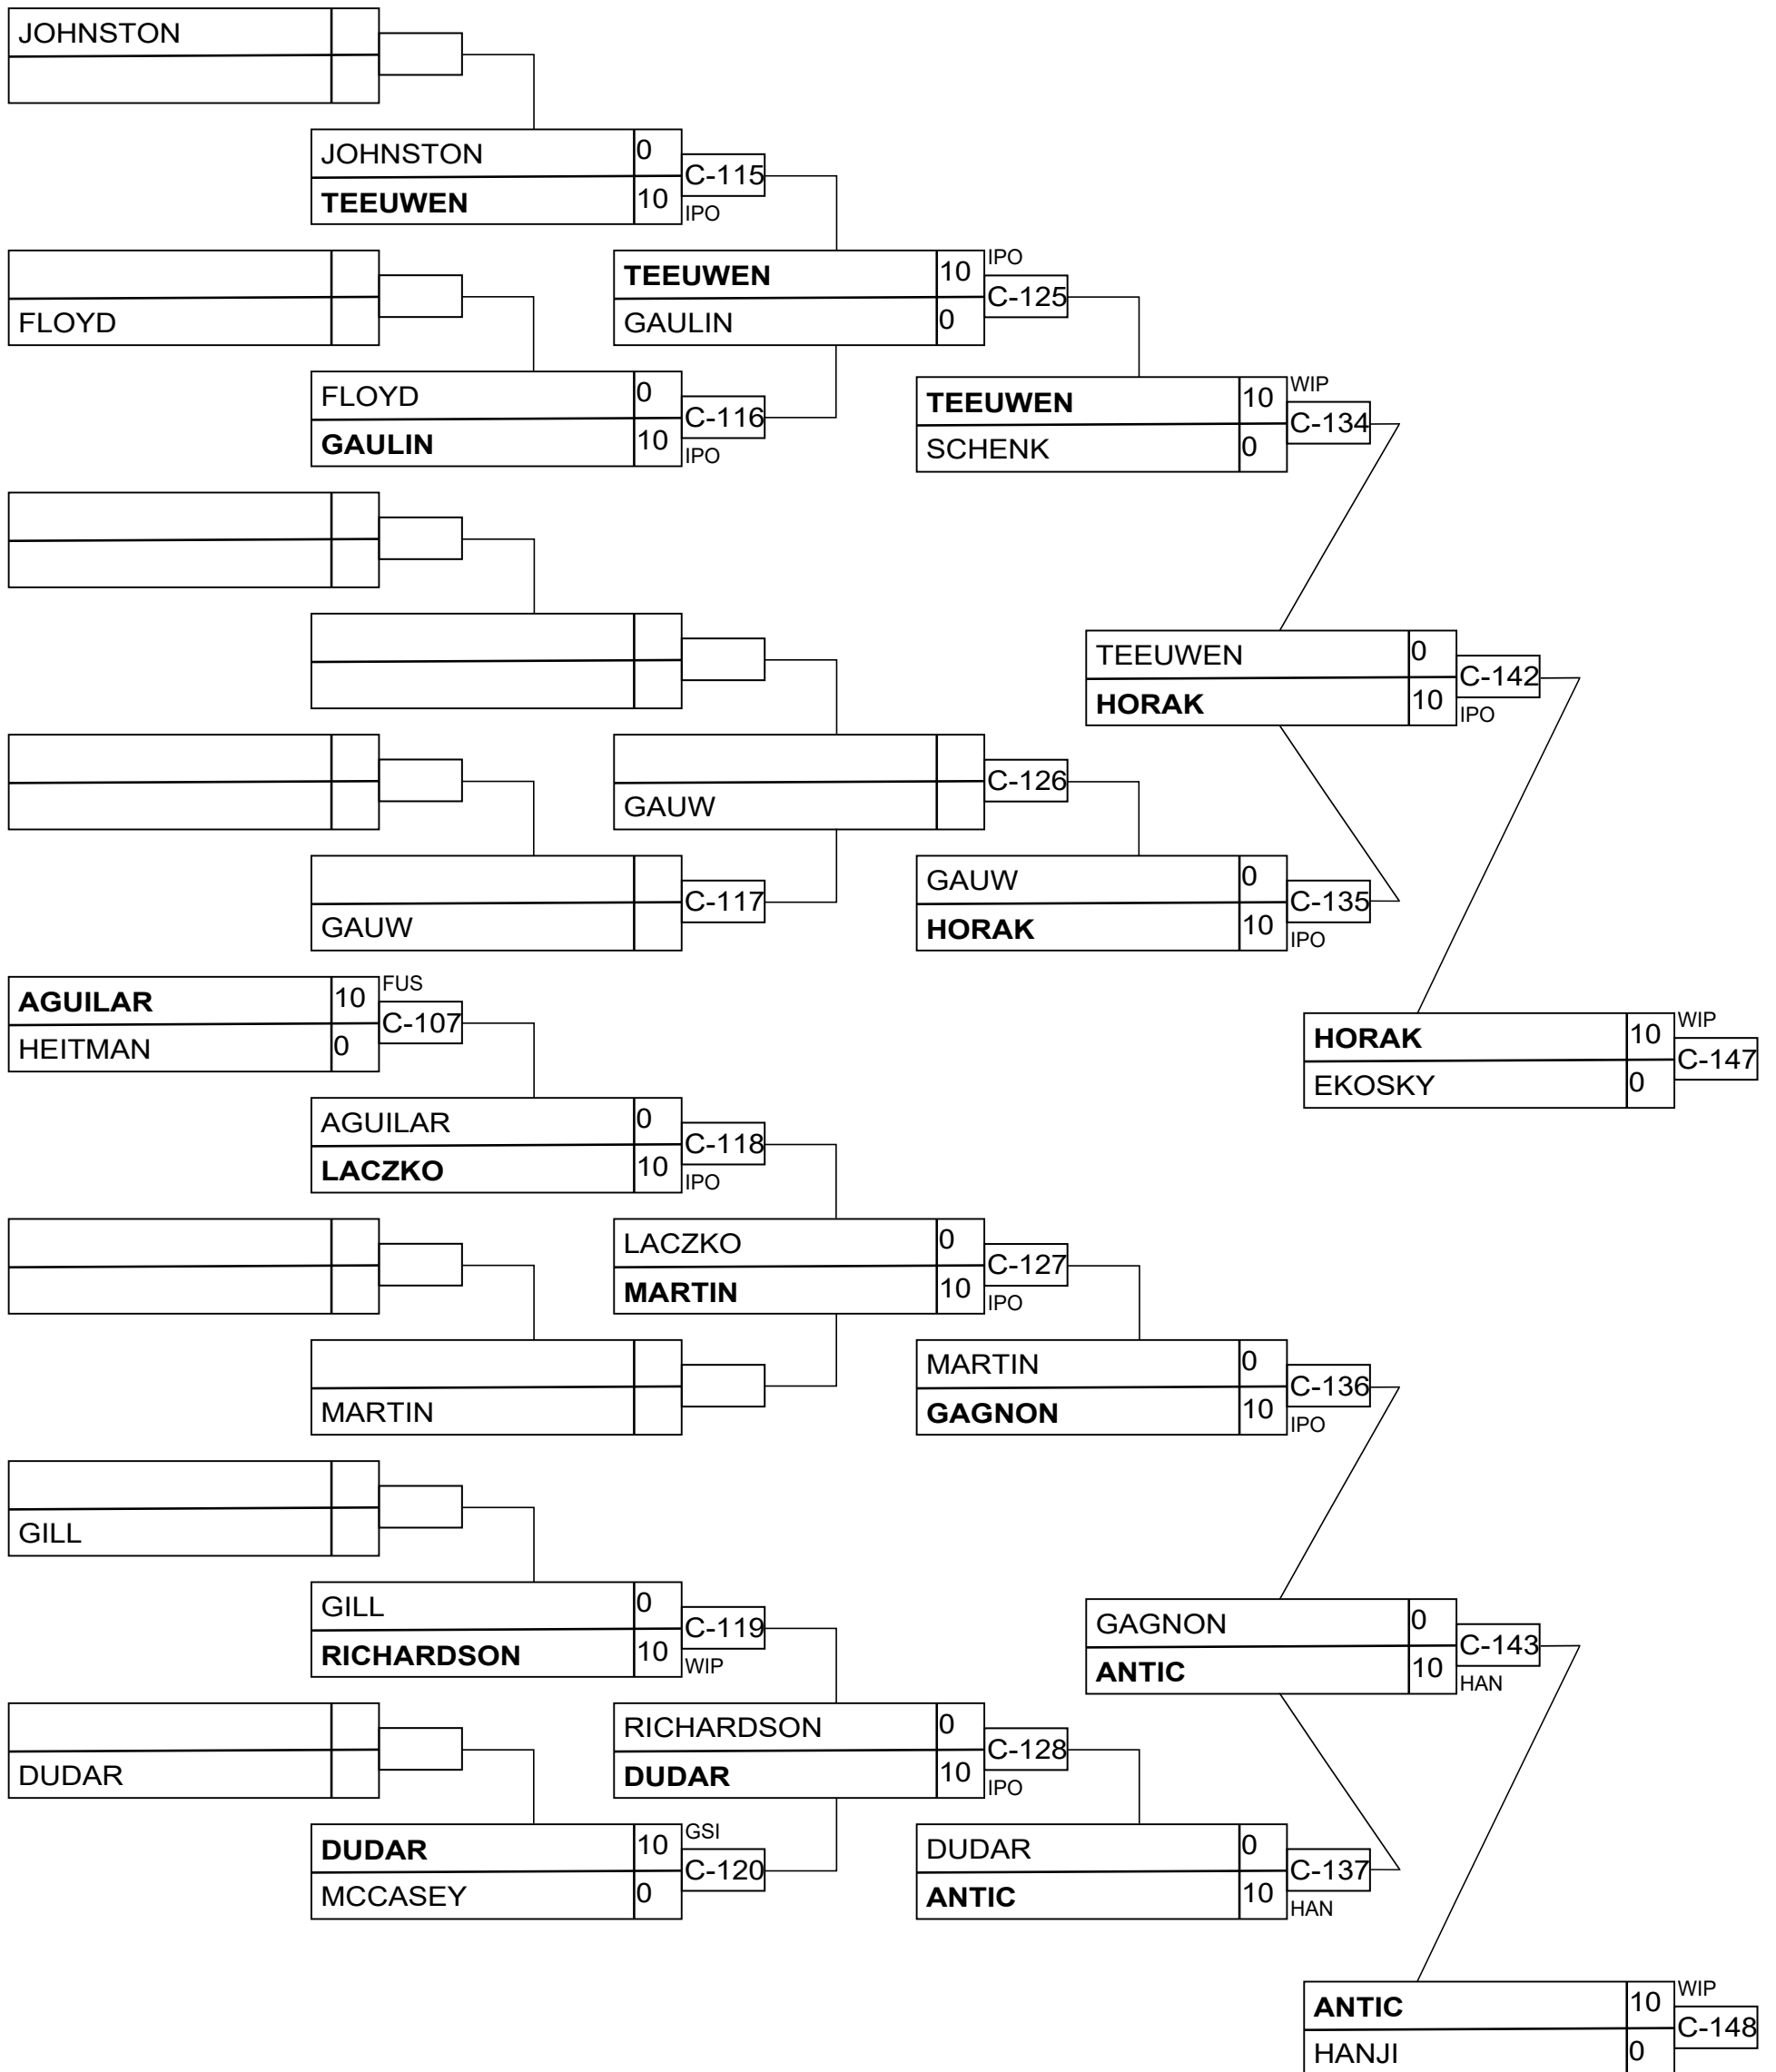 JOHNSTON
JOHNSTON 0
C-115
TEEUWEN 10
IPO
FLOYD
TEEUWEN 10
IPO
C-125
GAULIN 0
FLOYD 0
C-116
GAULIN 10
IPO
TEEUWEN 10
WIP
C-134
SCHENK 0
TEEUWEN 0
C-142
HORAK 10
IPO
GAUW
C-126
GAUW
C-117
GAUW 0
C-135
HORAK 10
IPO
AGUILAR 10
FUS
C-107
HEITMAN 0
HORAK 10
WIP
C-147
EKOSKY 0
AGUILAR 0
C-118
LACZKO 10
IPO
LACZKO 0
C-127
MARTIN 10
IPO
MARTIN
MARTIN 0
C-136
GAGNON 10
IPO
GILL
GILL 0
C-119
RICHARDSON 10
WIP
GAGNON 0
C-143
ANTIC 10
HAN
DUDAR
RICHARDSON 0
C-128
DUDAR 10
IPO
DUDAR 10
GSI
C-120
MCCASEY 0
DUDAR 0
C-137
ANTIC 10
HAN
ANTIC 10
WIP
C-148
HANJI 0